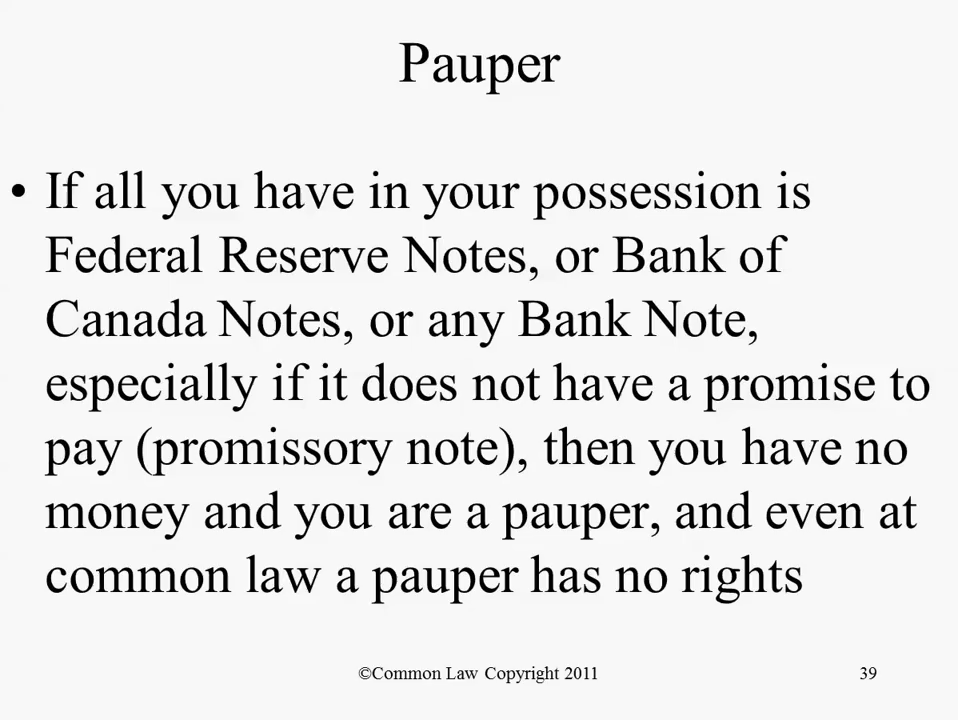 Pauper
• If all you have in your possession is
Federal Reserve Notes, or Bank of
Canada Notes, or any Bank Note,
especially if it does not have a promise to
pay (promissory note), then you have no
money and you are a pauper, and even at
common law a pauper has no rights
©Common Law Copyright 2011 39